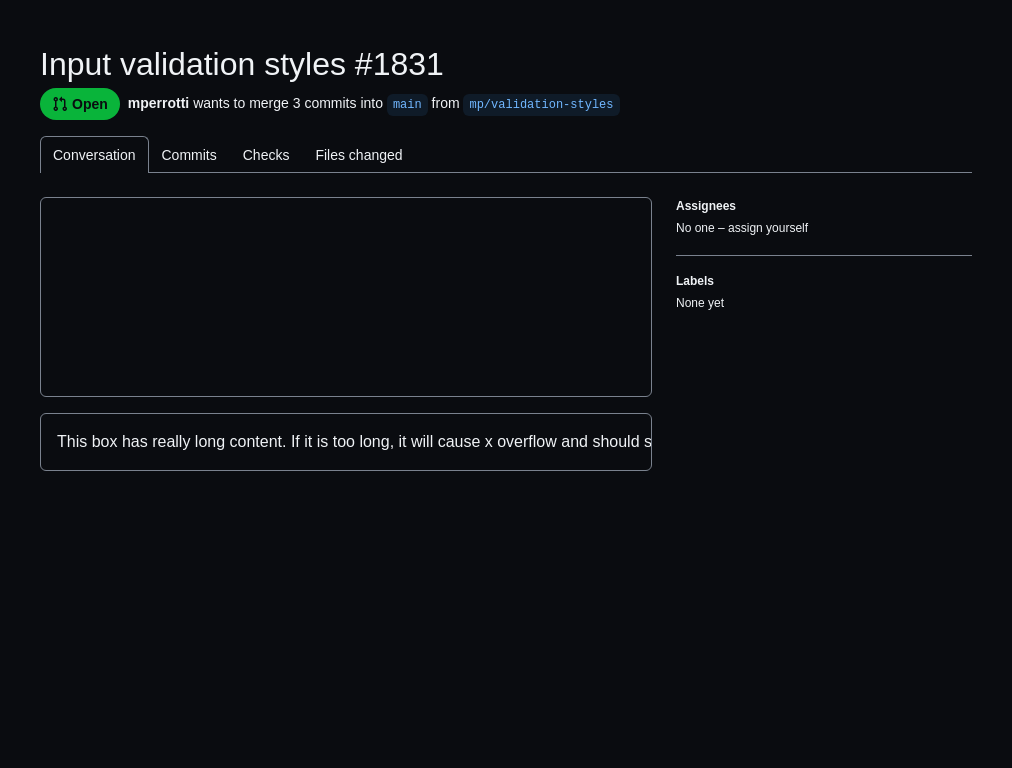 Input validation styles #1831
Open mperrotti wants to merge 3 commits into main from mp/validation-styles
Conversation Commits Checks Files changed
Assignees
No one – assign yourself
Labels
None yet
This box has really long content. If it is too long, it will cause x overflow and should s